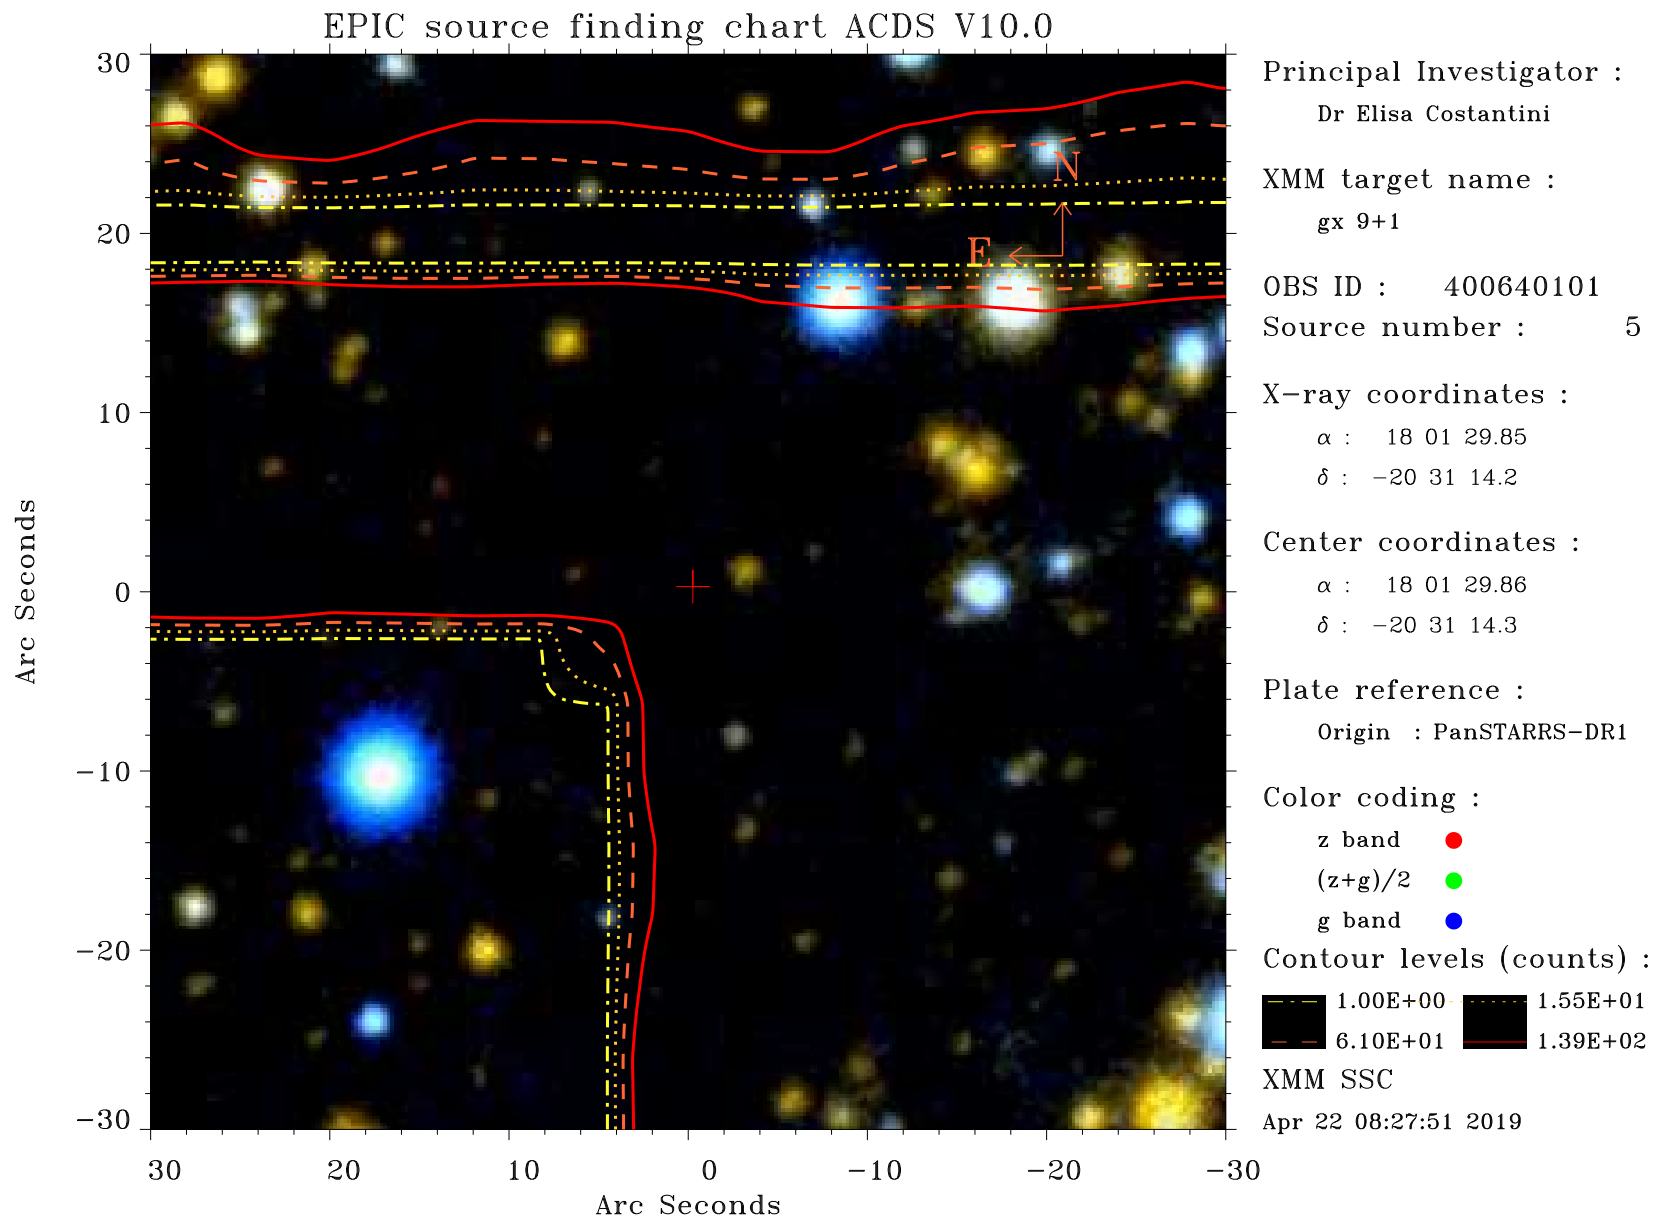 EPIC source finding chart ACDS V10.0
30
20
10
0
−10
−20
−30
Arc Seconds
30
20
10
0
−10
−20
−30
Arc Seconds
N
E
Principal Investigator :
Dr Elisa Costantini
XMM target name :
gx 9+1
OBS ID : 400640101
Source number : 5
X−ray coordinates :
α : 18 01 29.85
δ : −20 31 14.2
Center coordinates :
α : 18 01 29.86
δ : −20 31 14.3
Plate reference :
Origin : PanSTARRS−DR1
Color coding :
z band
(z+g)/2
g band
Contour levels (counts) :
1.00E+00 1.55E+01
6.10E+01 1.39E+02
XMM SSC
Apr 22 08:27:51 2019